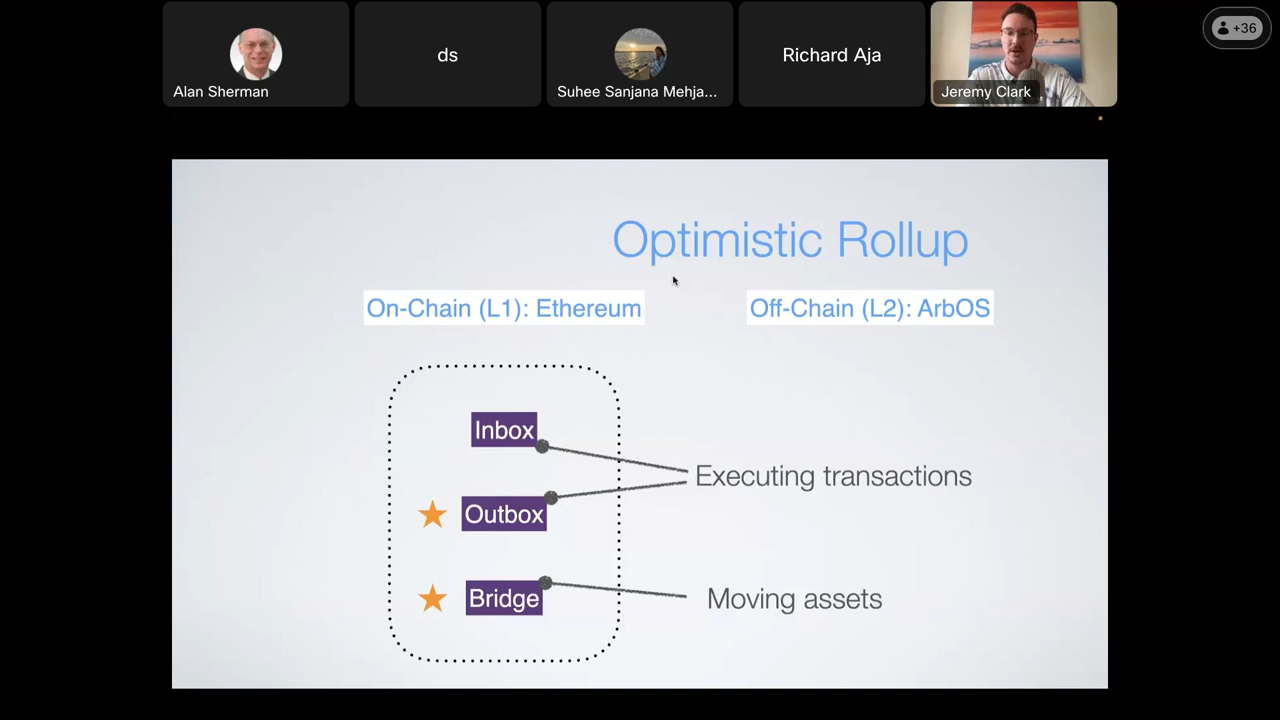 Alan Sherman
ds
Suhee Sanjana Mehja...
Richard Aja
Jeremy Clark
+36
Optimistic Rollup
On-Chain (L1): Ethereum
Off-Chain (L2): ArbOS
Inbox
Executing transactions
Outbox
Bridge
Moving assets